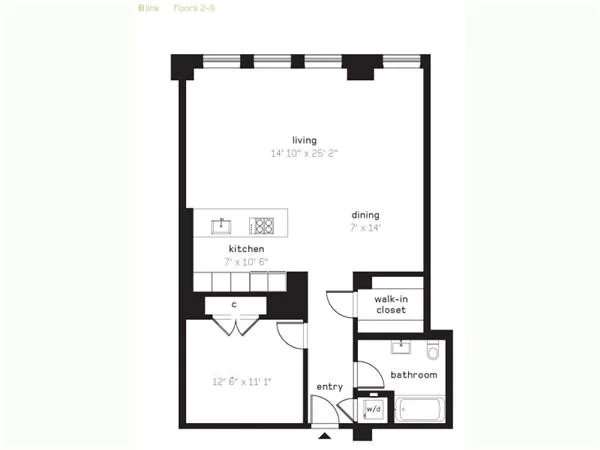 B line floors 2-9
living
14' 10" x 25' 2"
dining
7' x 14'
kitchen
7' x 10' 6"
walk-in
closet
c
12' 6" x 11' 1"
entry
bathroom
w/d